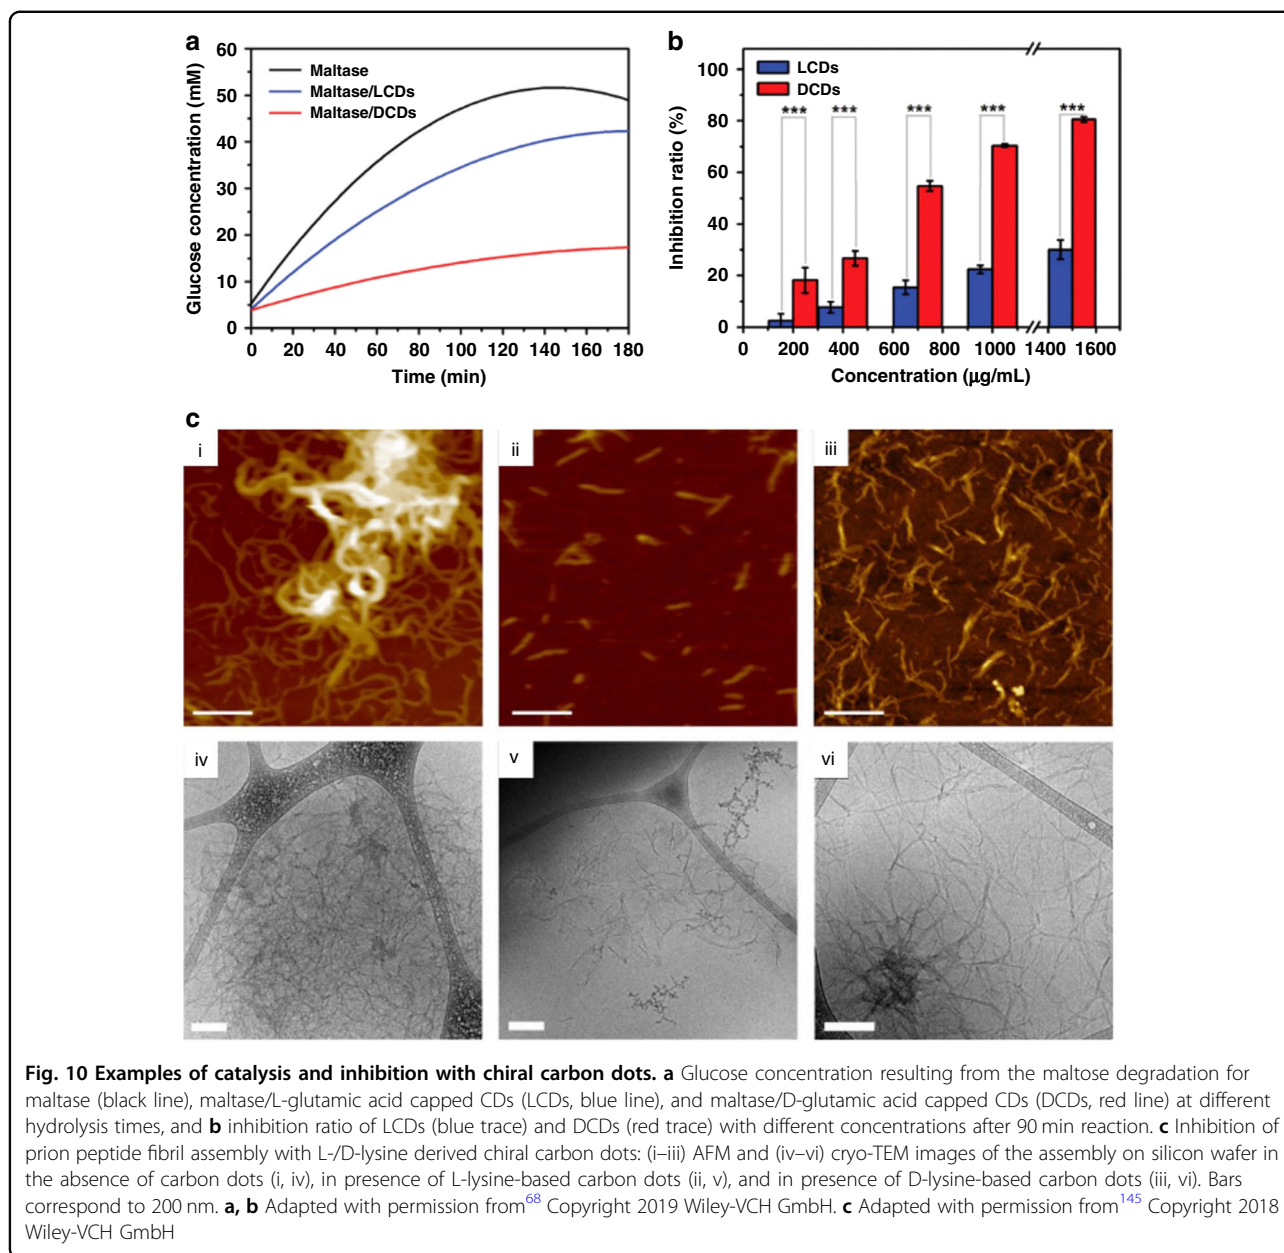 a
Glucose concentration (mM)
60
50
40
30
20
10
0
Maltase
Maltase/LCDs
Maltase/DCDs
0 20 40 60 80 100 120 140 160 180
Time (min)
b
Inhibition ratio (%)
100
80
60
40
20
0
LCDs
DCDs
*** *** *** *** ***
0 200 400 600 800 1000 1400 1600
Concentration (µg/mL)
c
i
ii
iii
iv
v
vi
Fig. 10 Examples of catalysis and inhibition with chiral carbon dots. a Glucose concentration resulting from the maltose degradation for
maltase (black line), maltase/L-glutamic acid capped CDs (LCDs, blue line), and maltase/D-glutamic acid capped CDs (DCDs, red line) at different
hydrolysis times, and b inhibition ratio of LCDs (blue trace) and DCDs (red trace) with different concentrations after 90 min reaction. c Inhibition of
prion peptide fibril assembly with L-/D-lysine derived chiral carbon dots: (i–iii) AFM and (iv–vi) cryo-TEM images of the assembly on silicon wafer in
the absence of carbon dots (i, iv), in presence of L-lysine-based carbon dots (ii, v), and in presence of D-lysine-based carbon dots (iii, vi). Bars
correspond to 200 nm. a, b Adapted with permission from68 Copyright 2019 Wiley-VCH GmbH. c Adapted with permission from145 Copyright 2018
Wiley-VCH GmbH